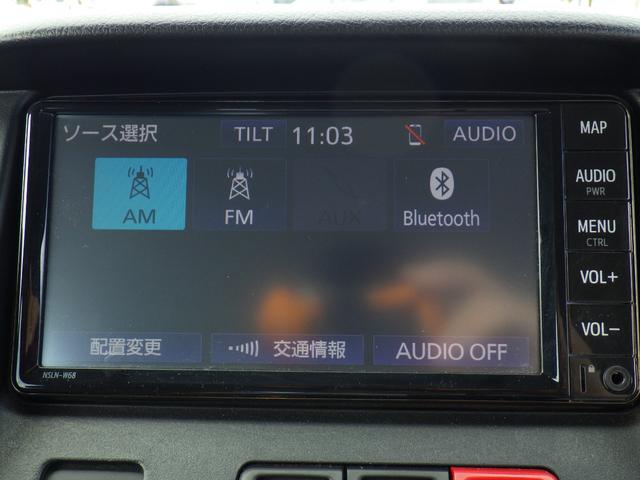 ソース選択 TILT 11:03 AUDIO
AM FM AUX Bluetooth
配置変更 交通情報 AUDIO OFF
NSLN-W68
MAP
AUDIO
PWR
MENU
CTRL
VOL+
VOL−